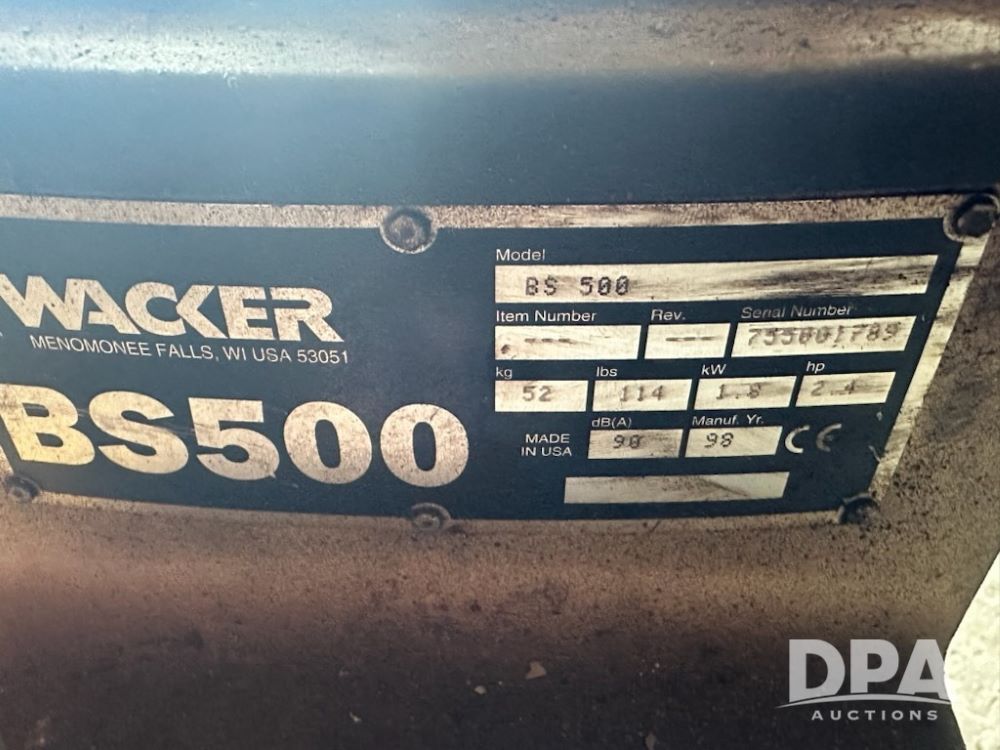 WACKER
MENOMONEE FALLS, WI USA 53051
BS500
Model
BS 500
Item Number Rev. Serial Number
--- ---
kg lbs kW hp
52 114 1.8 2.4
dB(A) Manuf. Yr.
MADE IN USA
90 98 CE
DPA
AUCTIONS